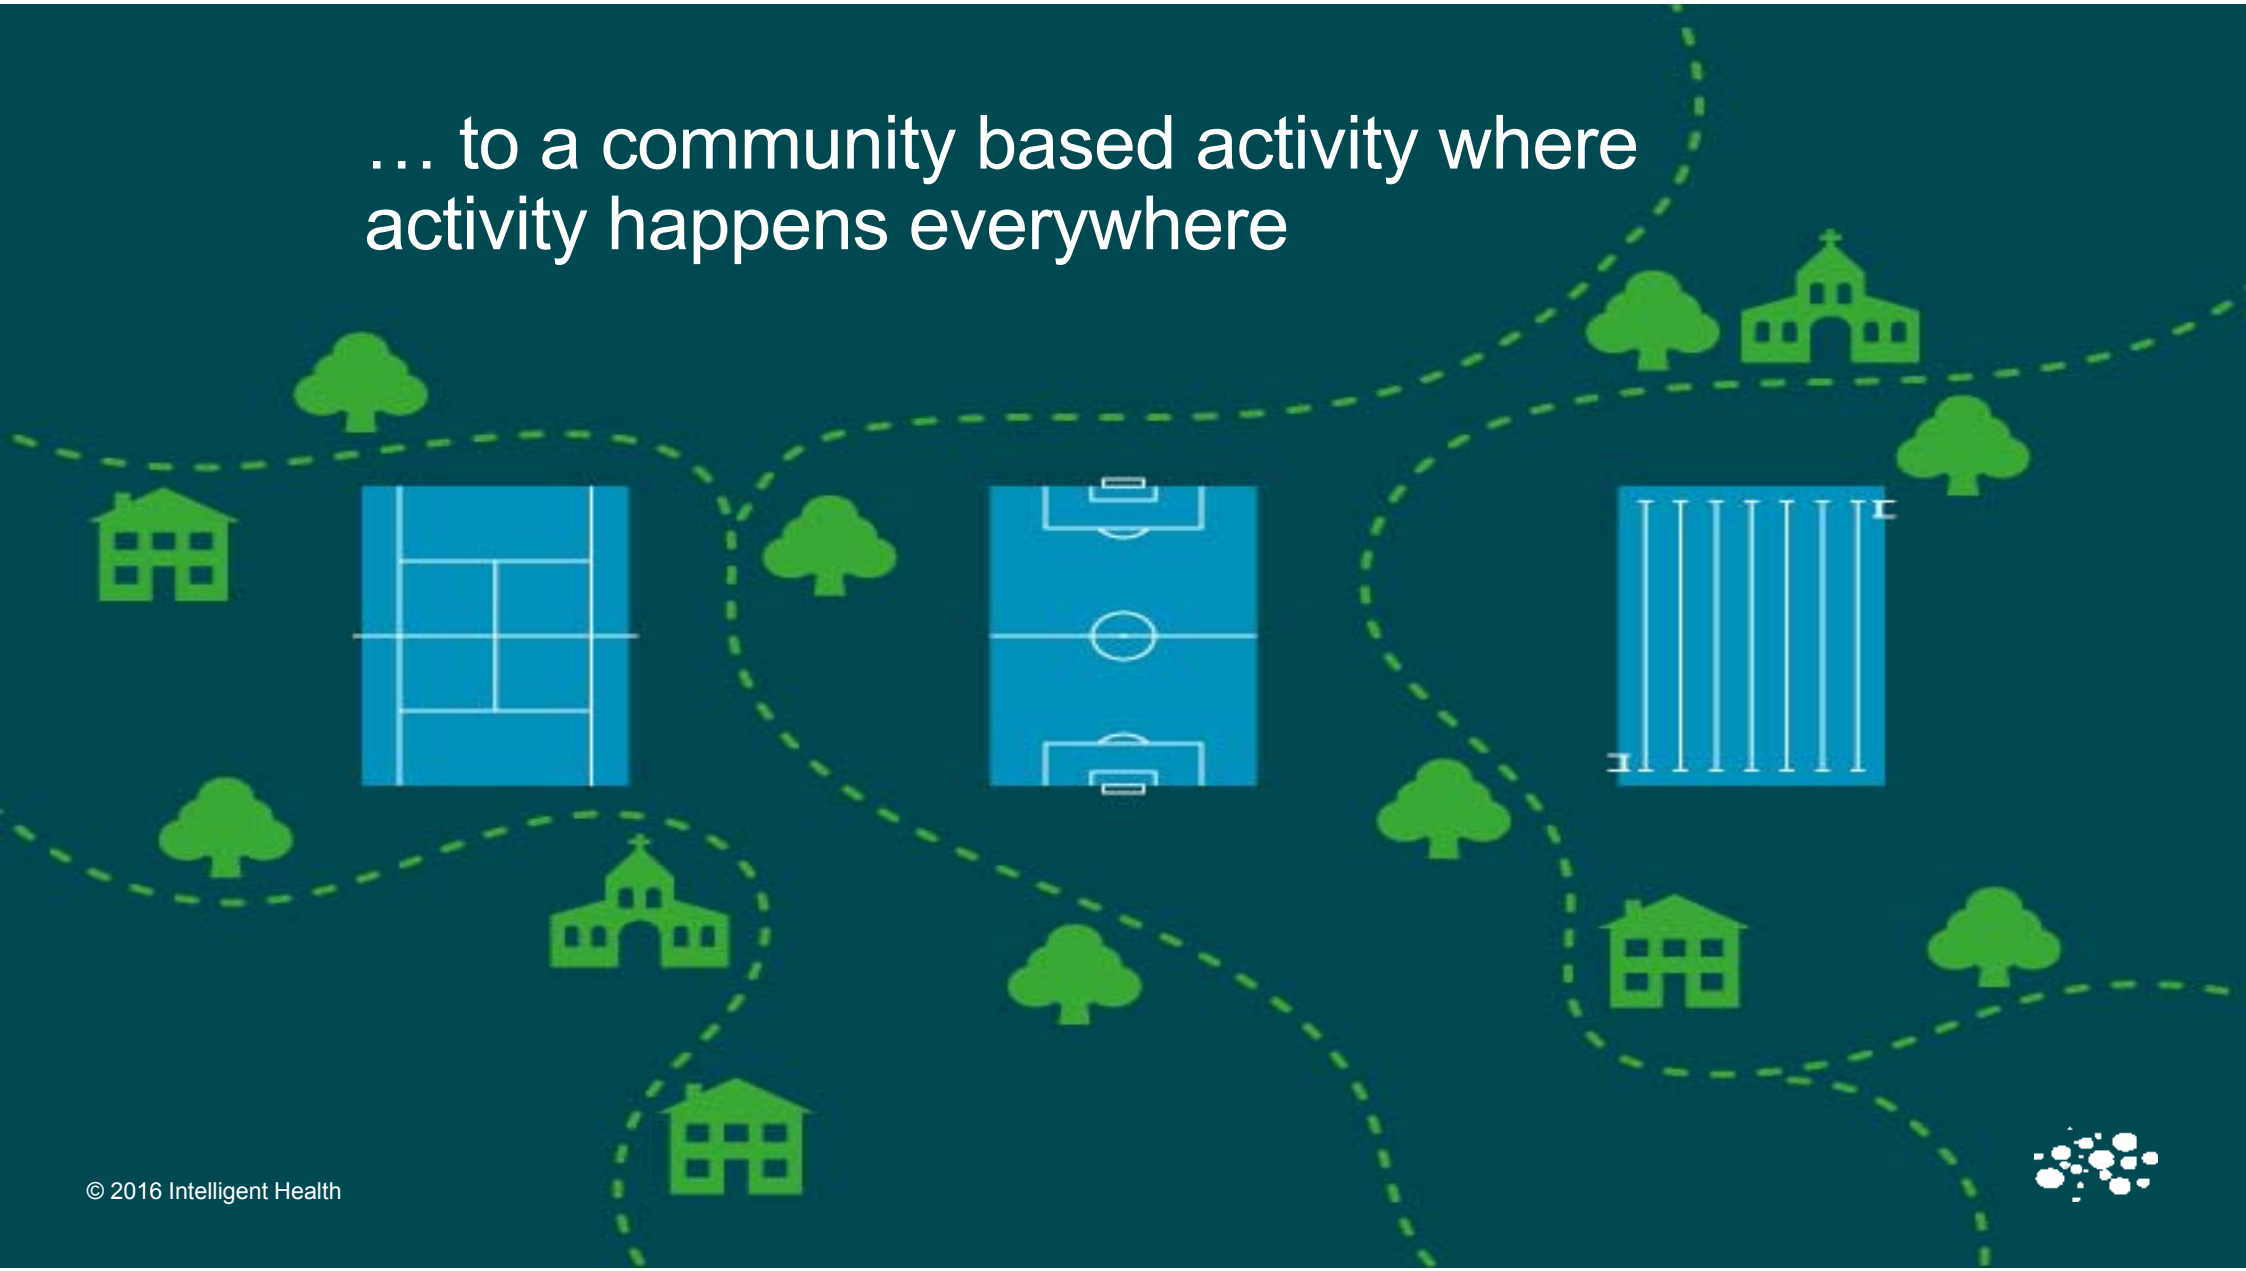 … to a community based activity where
activity happens everywhere
© 2016 Intelligent Health